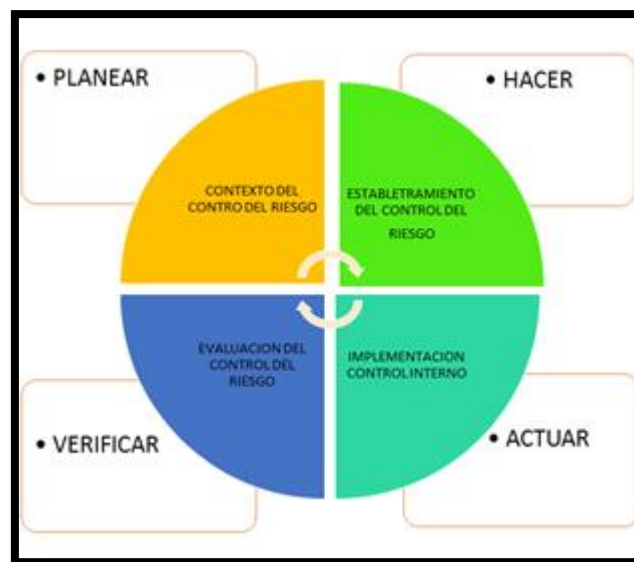 • PLANEAR
• HACER
CONTEXTO DEL
CONTRO DEL RIESGO
ESTABLETRAMIENTO
DEL CONTROL DEL
RIESGO
EVALUACION DEL
CONTROL DEL
RIESGO
IMPLEMENTACION
CONTROL INTERNO
• VERIFICAR
• ACTUAR